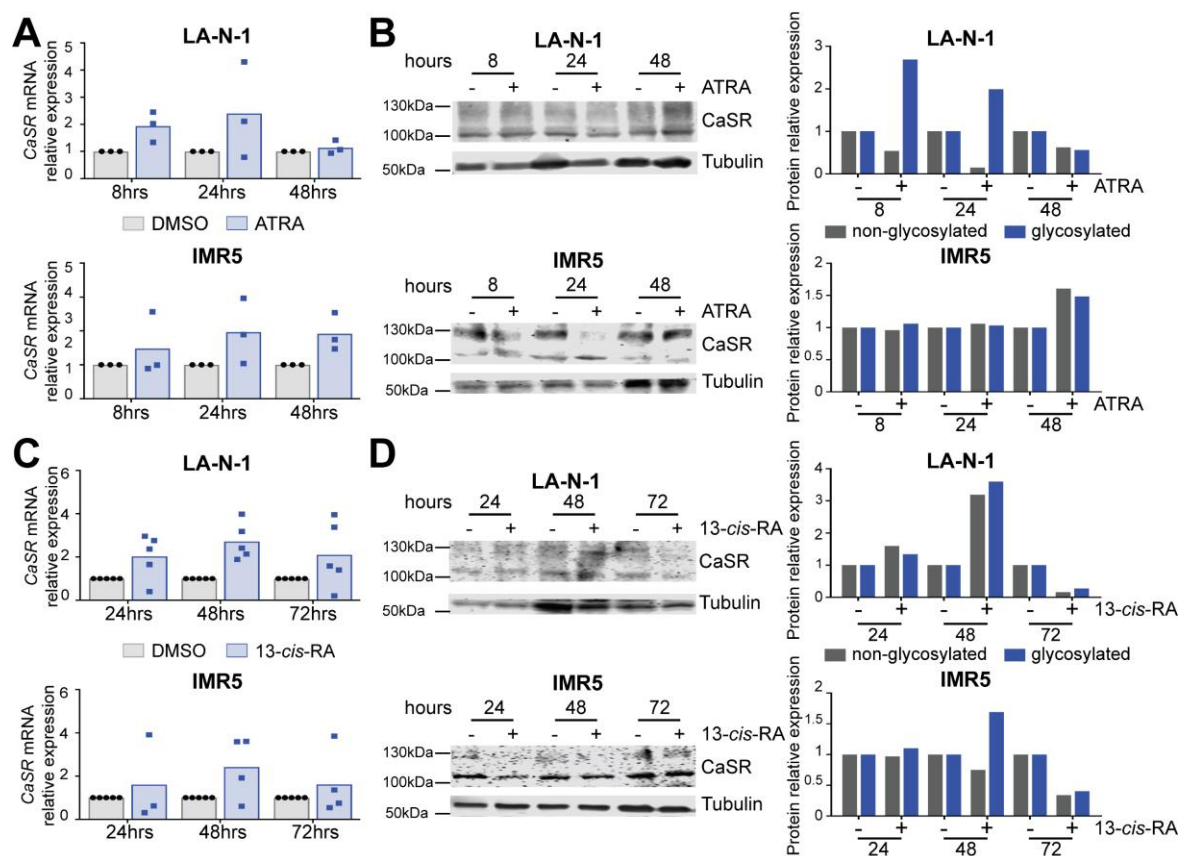 A
LA-N-1
CaSR mRNA
relative expression
5
4
3
2
1
0
8hrs 24hrs 48hrs
DMSO ATRA
IMR5
CaSR mRNA
relative expression
5
4
3
2
1
0
8hrs 24hrs 48hrs
B
LA-N-1
hours 8 24 48
- + - + - + ATRA
130kDa
CaSR
100kDa
Tubulin
50kDa
IMR5
hours 8 24 48
- + - + - + ATRA
130kDa
CaSR
100kDa
Tubulin
50kDa
LA-N-1
Protein relative expression
3
2
1
0
- + - + - + ATRA
8 24 48
non-glycosylated glycosylated
IMR5
Protein relative expression
2
1.5
1
0.5
0
- + - + - + ATRA
8 24 48
C
LA-N-1
CaSR mRNA
relative expression
6
4
2
0
24hrs 48hrs 72hrs
DMSO 13-cis-RA
IMR5
CaSR mRNA
relative expression
6
4
2
0
24hrs 48hrs 72hrs
D
LA-N-1
hours 24 48 72
- + - + - + 13-cis-RA
130kDa
CaSR
100kDa
Tubulin
50kDa
IMR5
hours 24 48 72
- + - + - + 13-cis-RA
130kDa
CaSR
100kDa
Tubulin
50kDa
LA-N-1
Protein relative expression
4
3
2
1
0
- + - + - + 13-cis-RA
24 48 72
non-glycosylated glycosylated
IMR5
Protein relative expression
2
1.5
1
0.5
0
- + - + - + 13-cis-RA
24 48 72